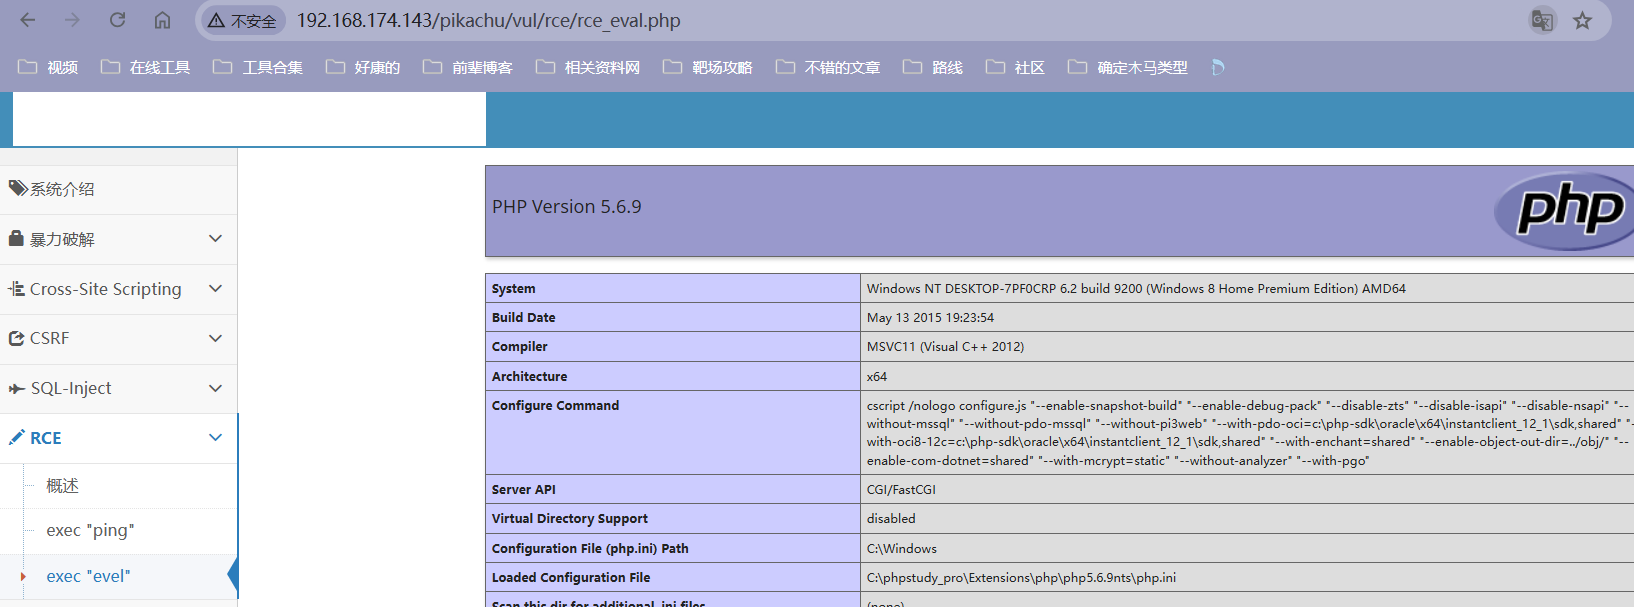 不安全 192.168.174.143/pikachu/vul/rce/rce_eval.php
视频 在线工具 工具合集 好康的 前辈博客 相关资料网 靶场攻略 不错的文章 路线 社区 确定木马类型
系统介绍
暴力破解
Cross-Site Scripting
CSRF
SQL-Inject
RCE
概述
exec "ping"
exec "evel"
PHP Version 5.6.9
php
System Windows NT DESKTOP-7PF0CRP 6.2 build 9200 (Windows 8 Home Premium Edition) AMD64
Build Date May 13 2015 19:23:54
Compiler MSVC11 (Visual C++ 2012)
Architecture x64
Configure Command cscript /nologo configure.js "--enable-snapshot-build" "--enable-debug-pack" "--disable-zts" "--disable-isapi" "--disable-nsapi" "--
without-mssql" "--without-pdo-mssql" "--without-pi3web" "--with-pdo-oci=c:\php-sdk\oracle\x64\instantclient_12_1\sdk,shared" "-
with-oci8-12c=c:\php-sdk\oracle\x64\instantclient_12_1\sdk,shared" "--with-enchant=shared" "--enable-object-out-dir=../obj/" "--
enable-com-dotnet=shared" "--with-mcrypt=static" "--without-analyzer" "--with-pgo"
Server API CGI/FastCGI
Virtual Directory Support disabled
Configuration File (php.ini) Path C:\Windows
Loaded Configuration File C:\phpstudy_pro\Extensions\php\php5.6.9nts\php.ini
Scan this dir for additional .ini files (none)